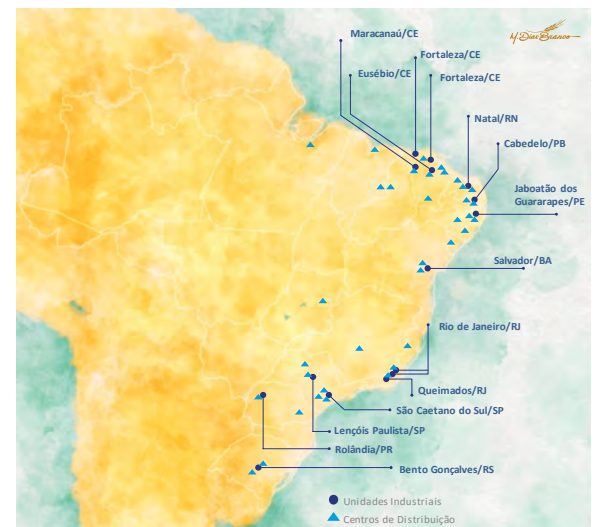 M. Dias Branco
Maracanaú/CE
Fortaleza/CE
Eusébio/CE
Fortaleza/CE
Natal/RN
Cabedelo/PB
Jaboatão dos
Guararapes/PE
Salvador/BA
Rio de Janeiro/RJ
Queimados/RJ
São Caetano do Sul/SP
Lençóis Paulista/SP
Rolândia/PR
Bento Gonçalves/RS
Unidades Industriais
Centros de Distribuição